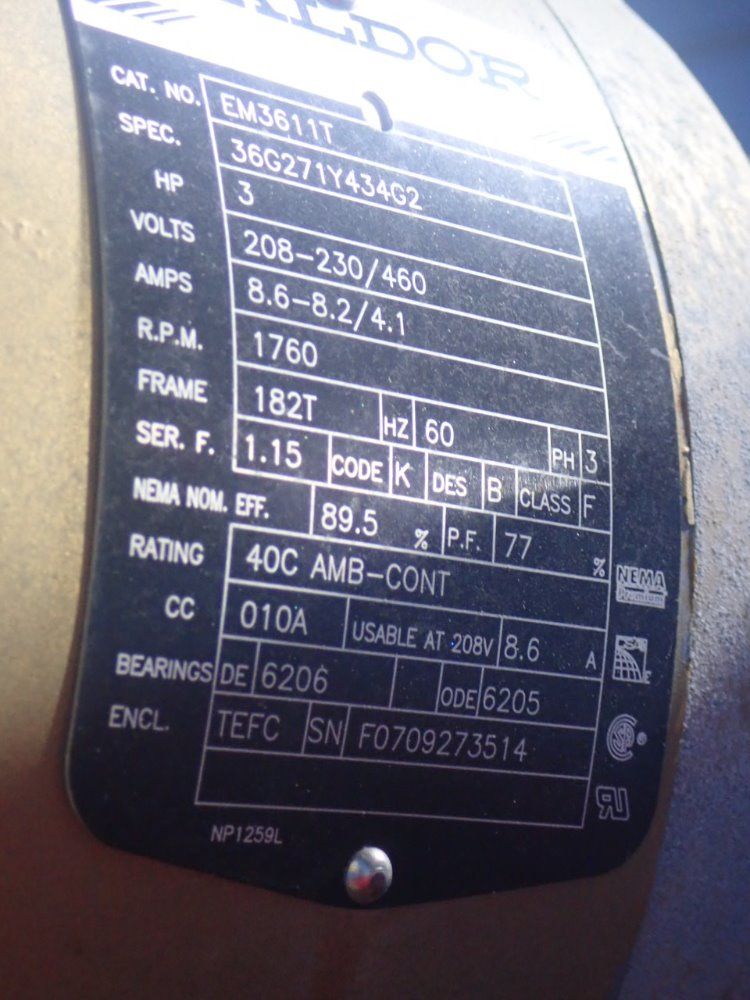 BALDOR
CAT. NO. EM3611T
SPEC. 36G271Y434G2
HP 3
VOLTS 208-230/460
AMPS 8.6-8.2/4.1
R.P.M. 1760
FRAME 182T HZ 60 PH 3
SER. F. 1.15 CODE K DES B CLASS F
NEMA NOM. EFF. 89.5 % P.F. 77 %
RATING 40C AMB-CONT
NEMA
Premium
CC 010A USABLE AT 208V 8.6 A
BEARINGS DE 6206 ODE 6205
ENCL. TEFC SN F0709273514
NP1259L